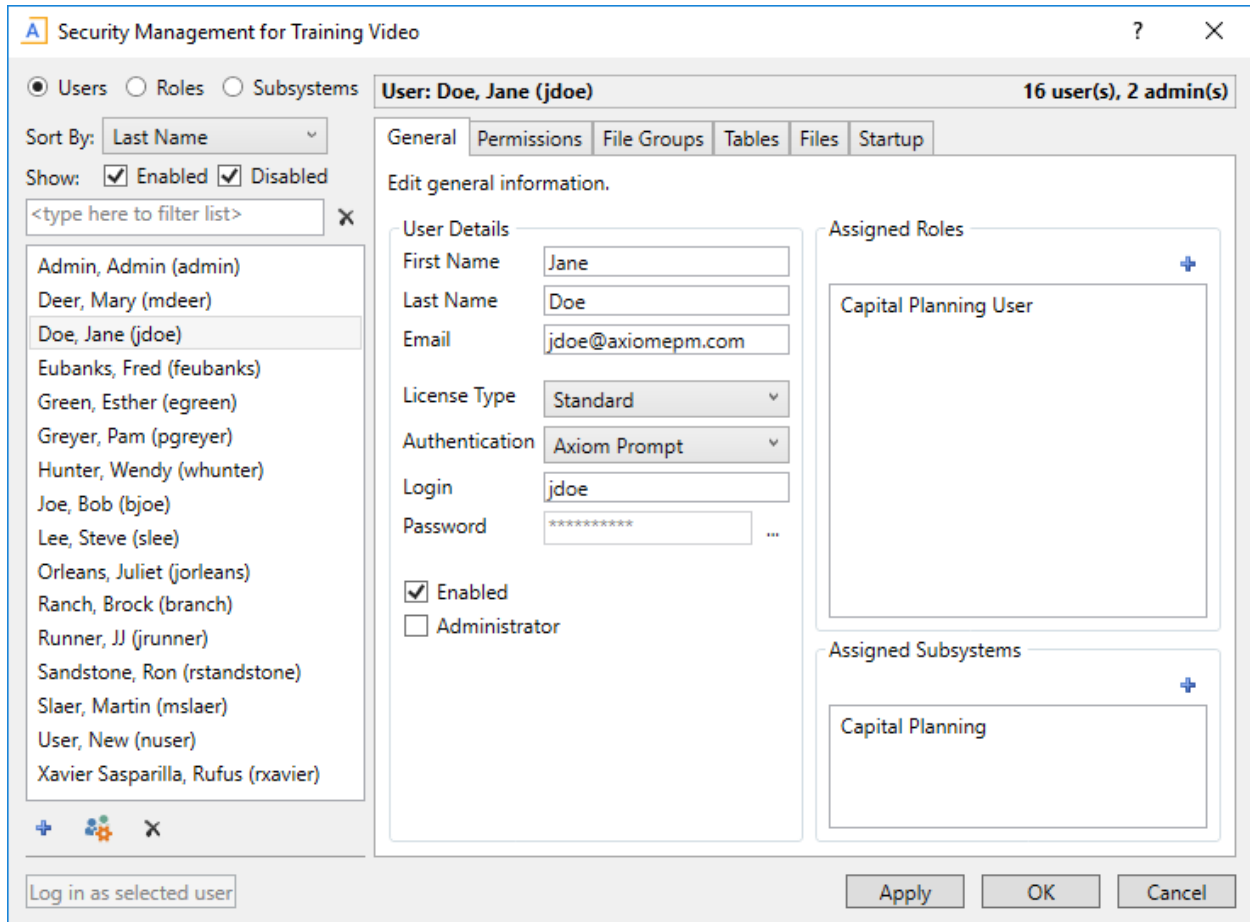 A Security Management for Training Video ?
Users Roles Subsystems
Sort By: Last Name
Show: Enabled Disabled
<type here to filter list>
Admin, Admin (admin)
Deer, Mary (mdeer)
Doe, Jane (jdoe)
Eubanks, Fred (feubanks)
Green, Esther (egreen)
Greyer, Pam (pgreyer)
Hunter, Wendy (whunter)
Joe, Bob (bjoe)
Lee, Steve (slee)
Orleans, Juliet (jorleans)
Ranch, Brock (branch)
Runner, JJ (jrunner)
Sandstone, Ron (rstandstone)
Slaer, Martin (mslaer)
User, New (nuser)
Xavier Sasparilla, Rufus (rxavier)
Log in as selected user
User: Doe, Jane (jdoe) 16 user(s), 2 admin(s)
General Permissions File Groups Tables Files Startup
Edit general information.
User Details
First Name Jane
Last Name Doe
Email jdoe@axiomepm.com
License Type Standard
Authentication Axiom Prompt
Login jdoe
Password ********** ...
Enabled
Administrator
Assigned Roles
Capital Planning User
Assigned Subsystems
Capital Planning
Apply OK Cancel